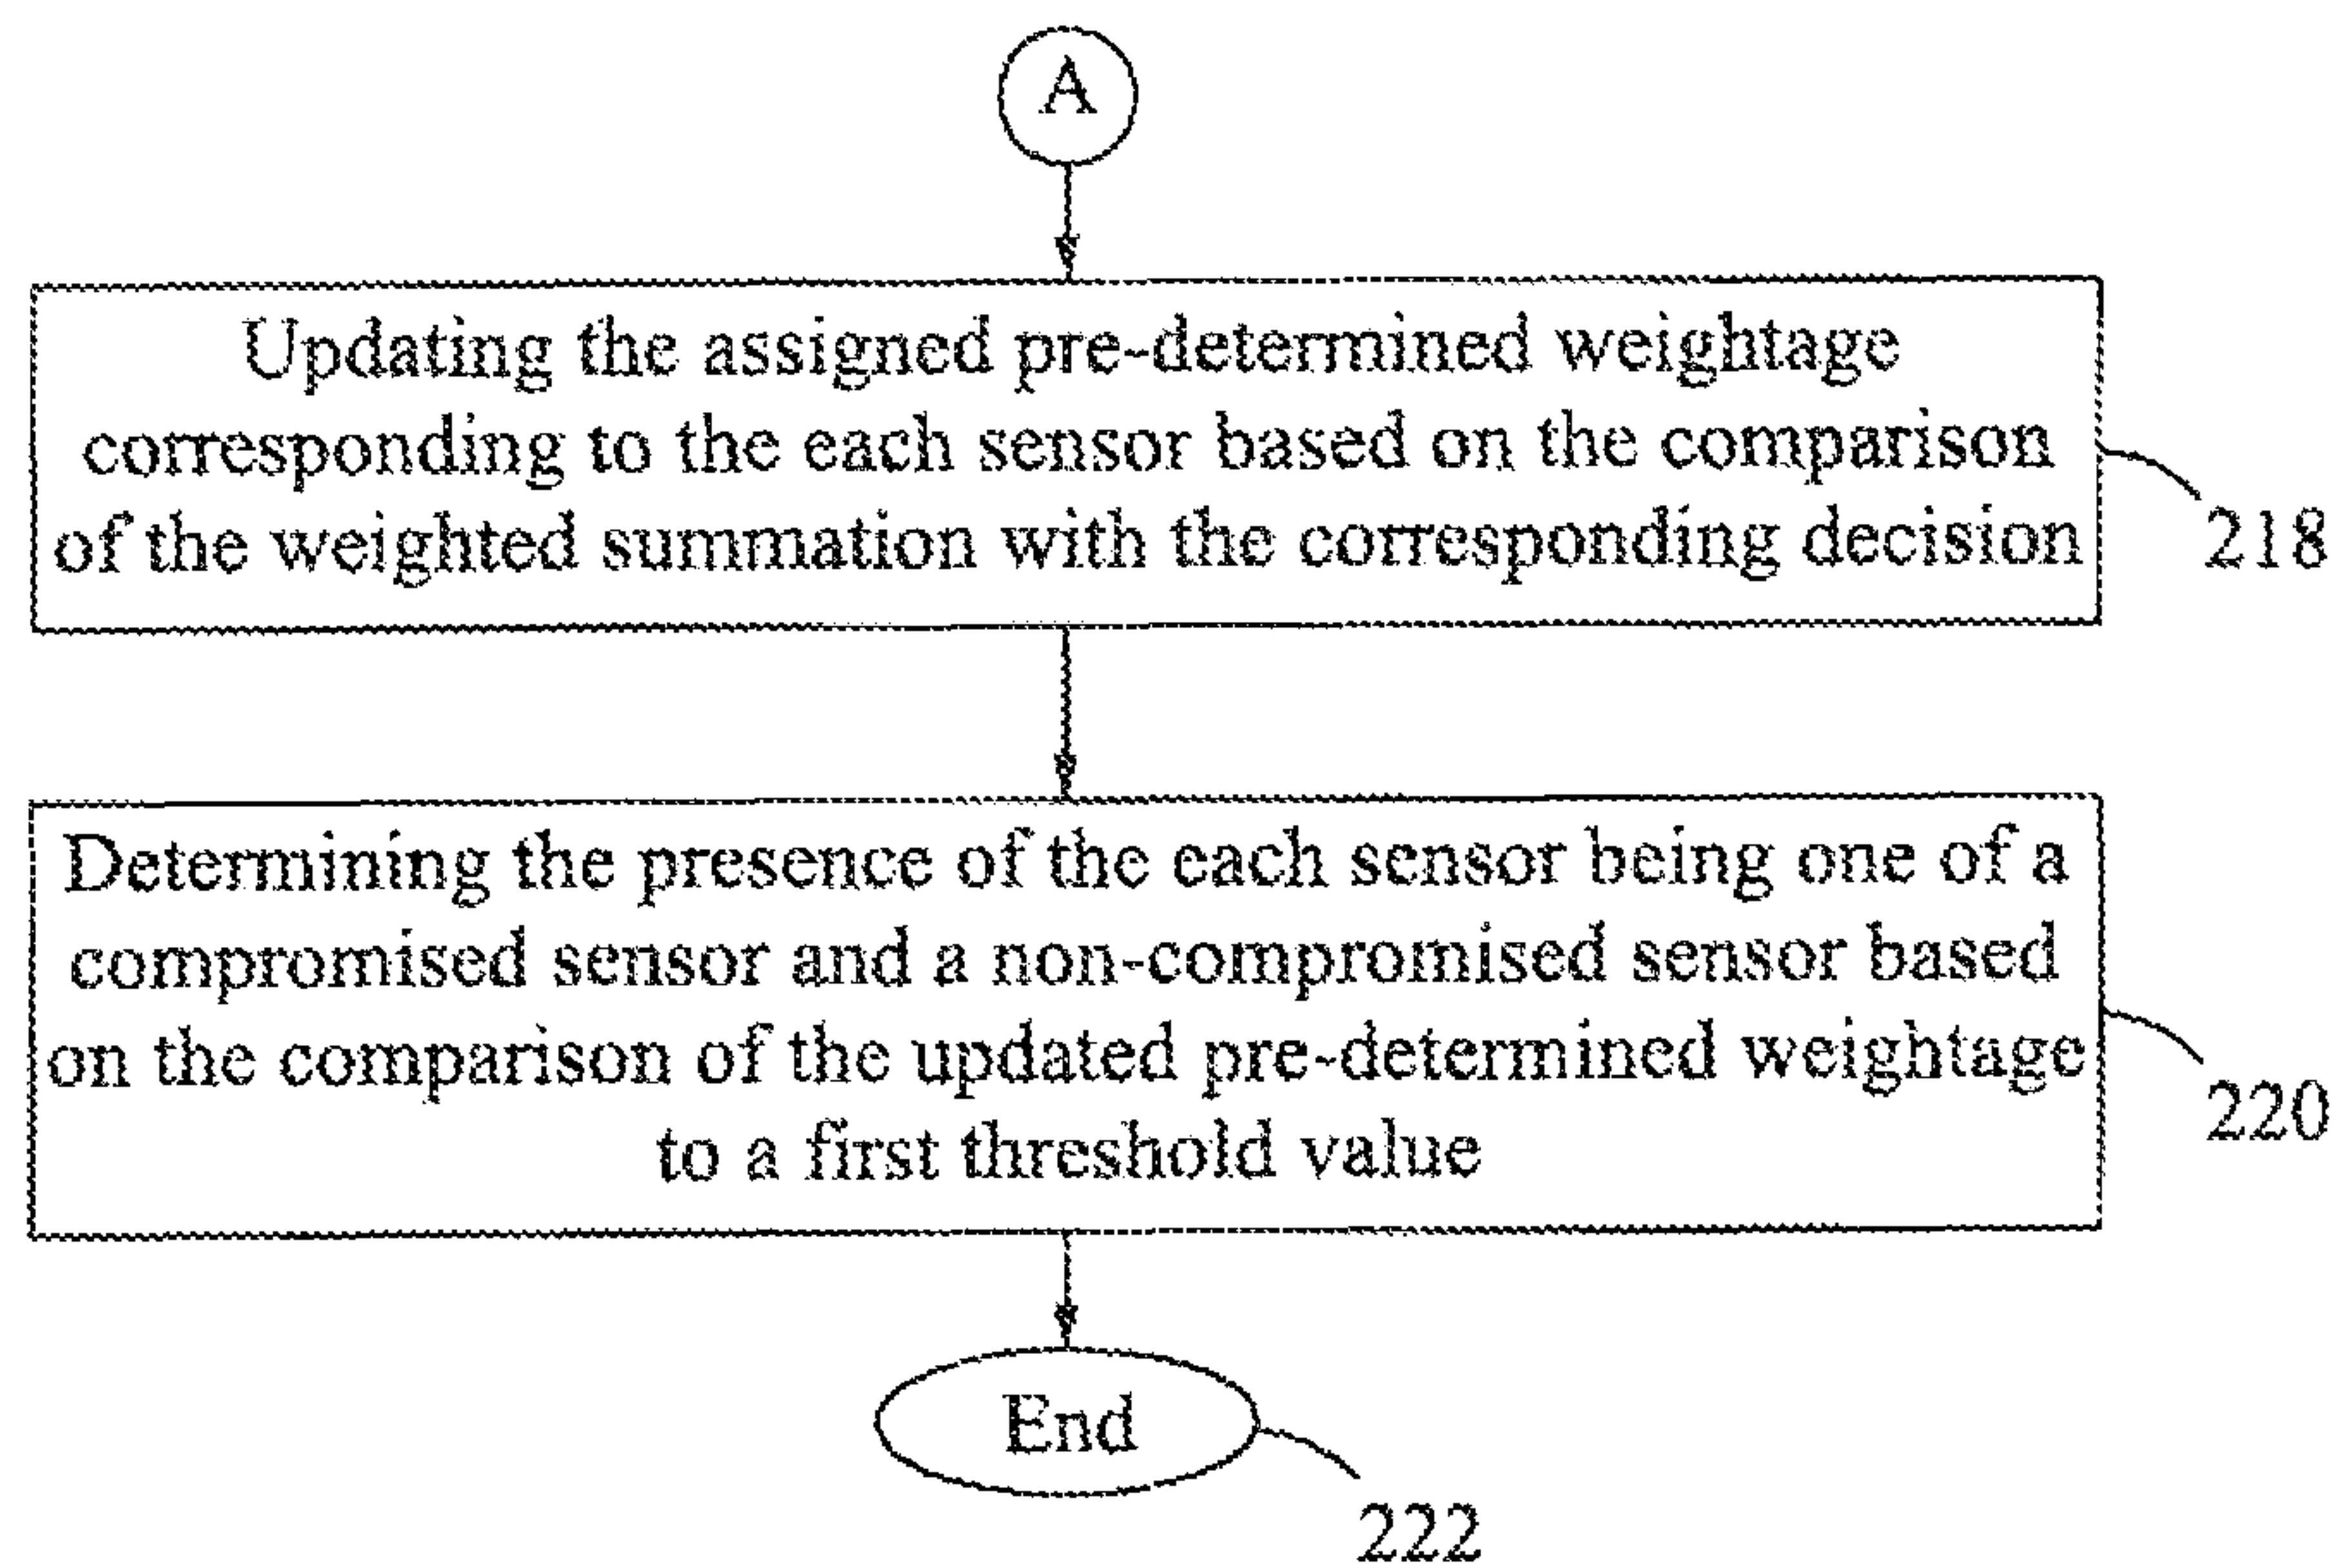 A
Updating the assigned pre-determined weightage
corresponding to the each sensor based on the comparison
of the weighted summation with the corresponding decision
218
Determining the presence of the each sensor being one of a
compromised sensor and a non-compromised sensor based
on the comparison of the updated pre-determined weightage
to a first threshold value
220
End
222